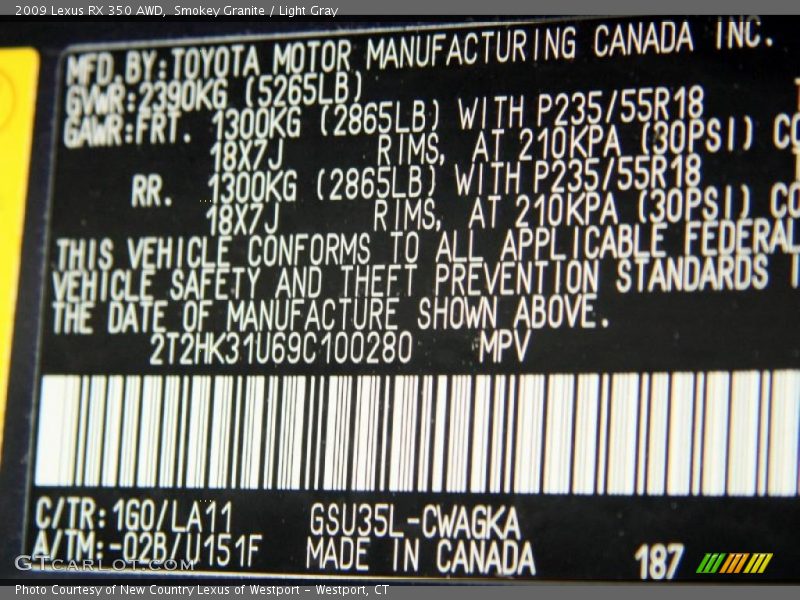 2009 Lexus RX 350 AWD, Smokey Granite / Light Gray
MFD.BY:TOYOTA MOTOR MANUFACTURING CANADA INC.
GVWR:2390KG (5265LB)
GAWR:FRT. 1300KG (2865LB) WITH P235/55R18
18X7J RIMS, AT 210KPA (30PSI) CO
RR. 1300KG (2865LB) WITH P235/55R18
18X7J RIMS, AT 210KPA (30PSI) CO
THIS VEHICLE CONFORMS TO ALL APPLICABLE FEDERAL
VEHICLE SAFETY AND THEFT PREVENTION STANDARDS I
THE DATE OF MANUFACTURE SHOWN ABOVE.
2T2HK31U69C100280 MPV
C/TR:1G0/LA11 GSU35L-CWAGKA
A/TM:-02B/U151F MADE IN CANADA
187
GTcarlot.com
Photo Courtesy of New Country Lexus of Westport - Westport, CT